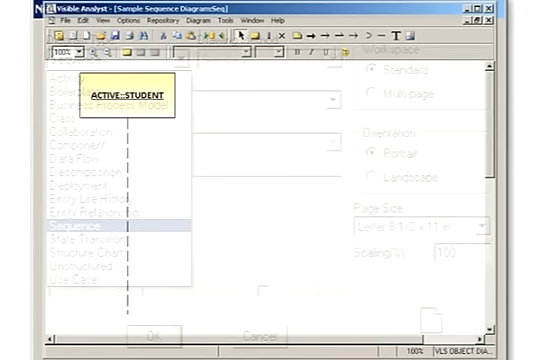 Visible Analyst - [Sample Sequence Diagram:Seq]
File Edit View Options Repository Diagram Tools Window Help
100%
B I U
Workspace
Standard
Multi-page
Activity
ACTIVE::STUDENT
Business Process Model
Class
Collaboration
Component
Data Flow
Decomposition
Deployment
Entity Life History
Entity Relationship
Sequence
State Transition
Structure Chart
Unstructured
Use Case
Orientation
Portrait
Landscape
Page Size
Letter 8 1/2 x 11 in
Scaling(%) 100
OK Cancel
100% VLS OBJECT DIA...